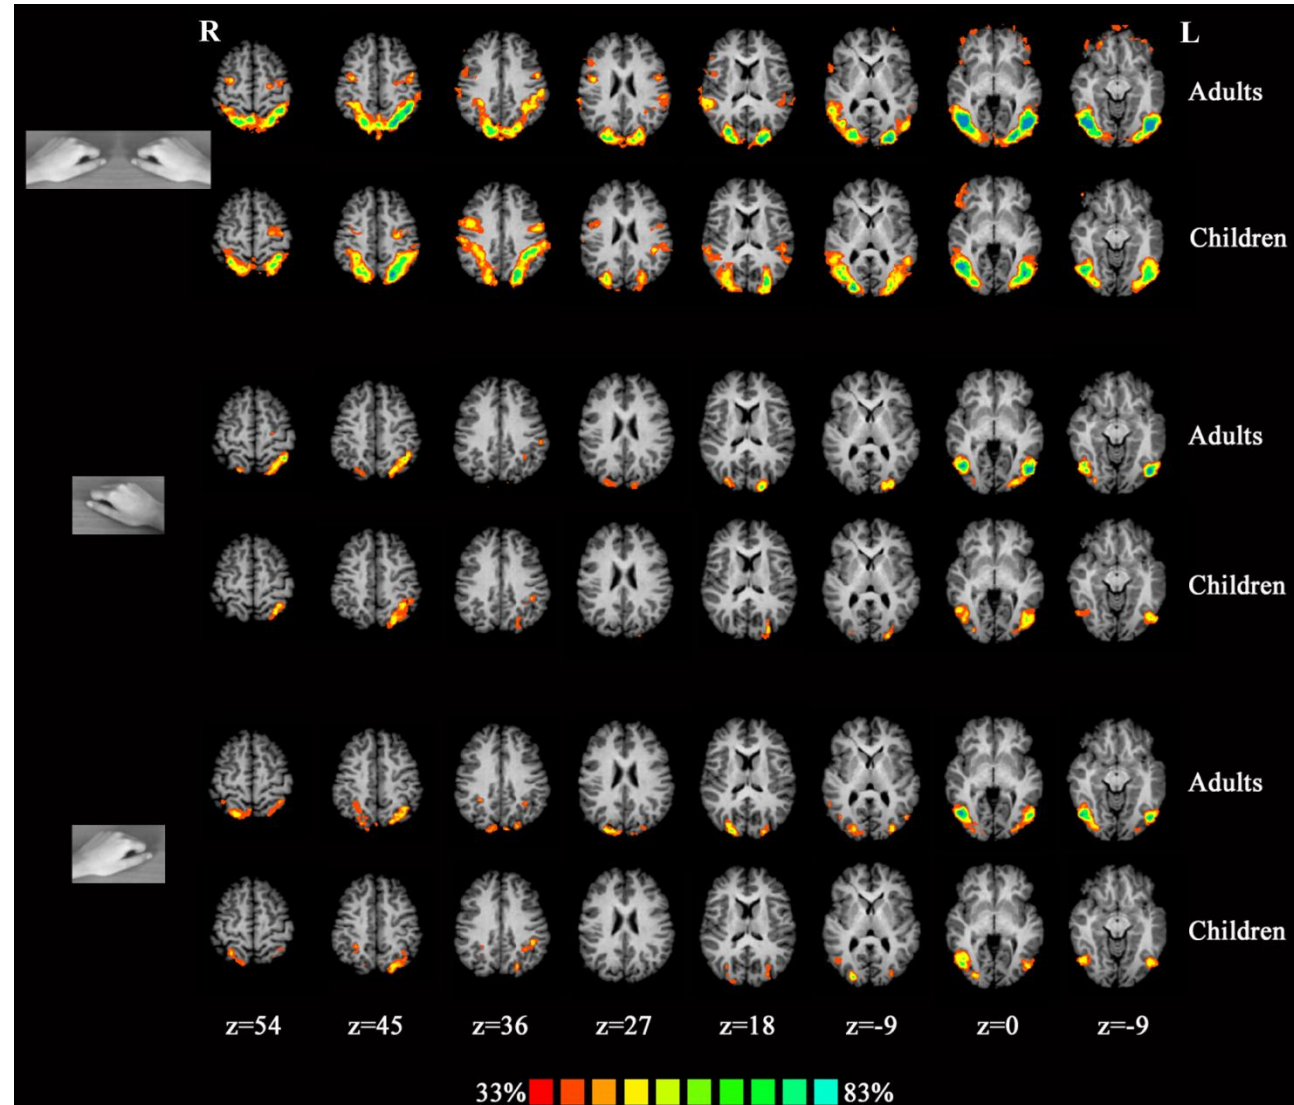 R L
Adults
Children
Adults
Children
Adults
Children
z=54 z=45 z=36 z=27 z=18 z=-9 z=0 z=-9
33% 83%